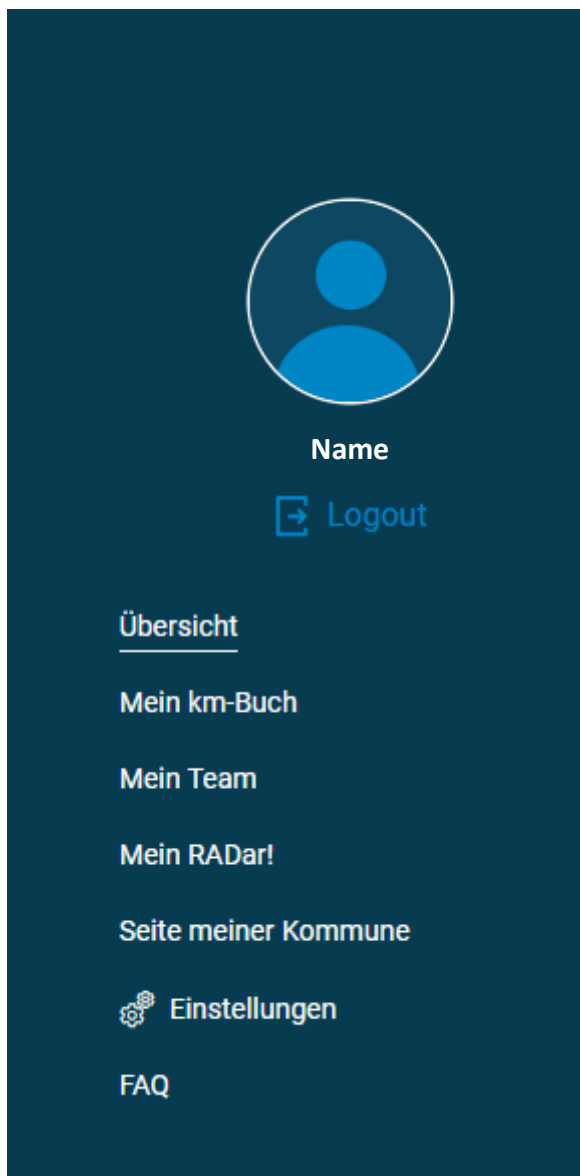 Name
Logout
Übersicht
Mein km-Buch
Mein Team
Mein RADar!
Seite meiner Kommune
Einstellungen
FAQ